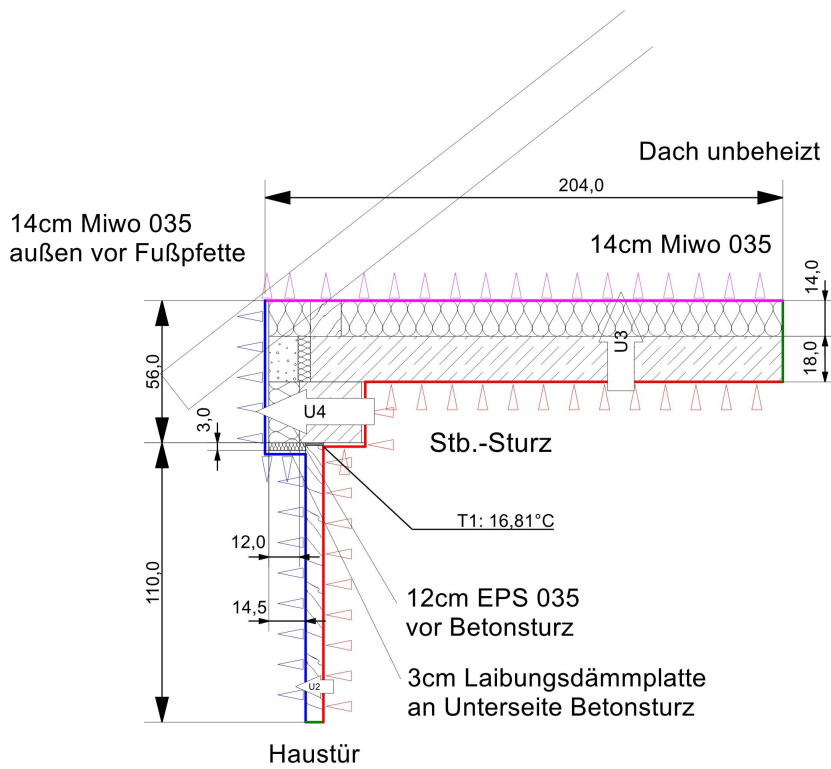 Dach unbeheizt
204,0
14cm Miwo 035
außen vor Fußpfette
14cm Miwo 035
14,0
U3
18,0
56,0
3,0
U4
Stb.-Sturz
T1: 16,81°C
12,0
110,0
12cm EPS 035
vor Betonsturz
14,5
3cm Laibungsdämmplatte
an Unterseite Betonsturz
U2
Haustür